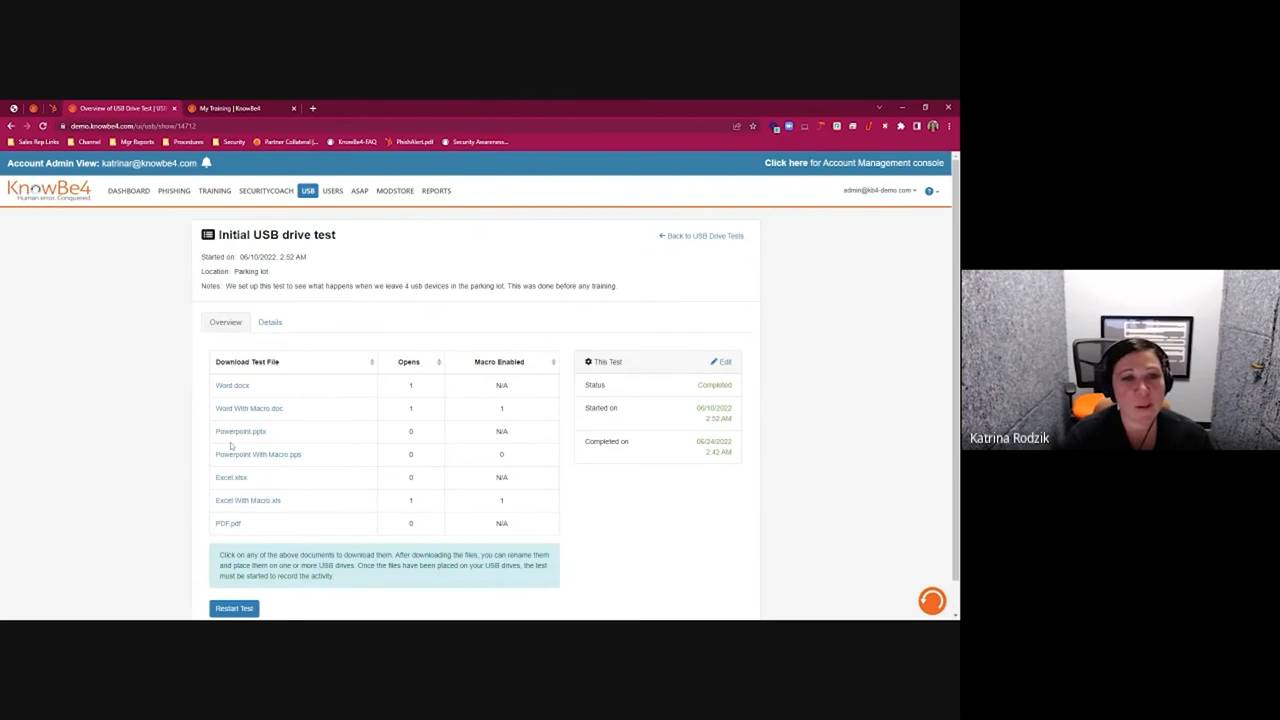 Overview of USB Drive Test | USB
My Training | KnowBe4
demo.knowbe4.com/ui/usb/show/14712
Sales Rep Links
Channel
Mgr Reports
Procedures
Security
Partner Collateral |...
KnowBe4-FAQ
PhishAlert.pdf
Security Awareness...
Account Admin View: katrinar@knowbe4.com
Click here for Account Management console
KnowBe4
Human error. Conquered.
DASHBOARD
PHISHING
TRAINING
SECURITYCOACH
USB
USERS
ASAP
MODSTORE
REPORTS
admin@kb4-demo.com
Initial USB drive test
Back to USB Drive Tests
Started on: 06/10/2022, 2:52 AM
Location: Parking lot
Notes: We set up this test to see what happens when we leave 4 usb devices in the parking lot. This was done before any training.
Overview
Details
Download Test File Opens Macro Enabled
Word.docx 1 N/A
Word With Macro.doc 1 1
Powerpoint.pptx 0 N/A
Powerpoint With Macro.pps 0 0
Excel.xlsx 0 N/A
Excel With Macro.xls 1 1
PDF.pdf 0 N/A
This Test
Edit
Status Completed
Started on 06/10/2022
2:52 AM
Completed on 06/24/2022
2:42 AM
Click on any of the above documents to download them. After downloading the files, you can rename them
and place them on one or more USB drives. Once the files have been placed on your USB drives, the test
must be started to record the activity.
Restart Test
Katrina Rodzik